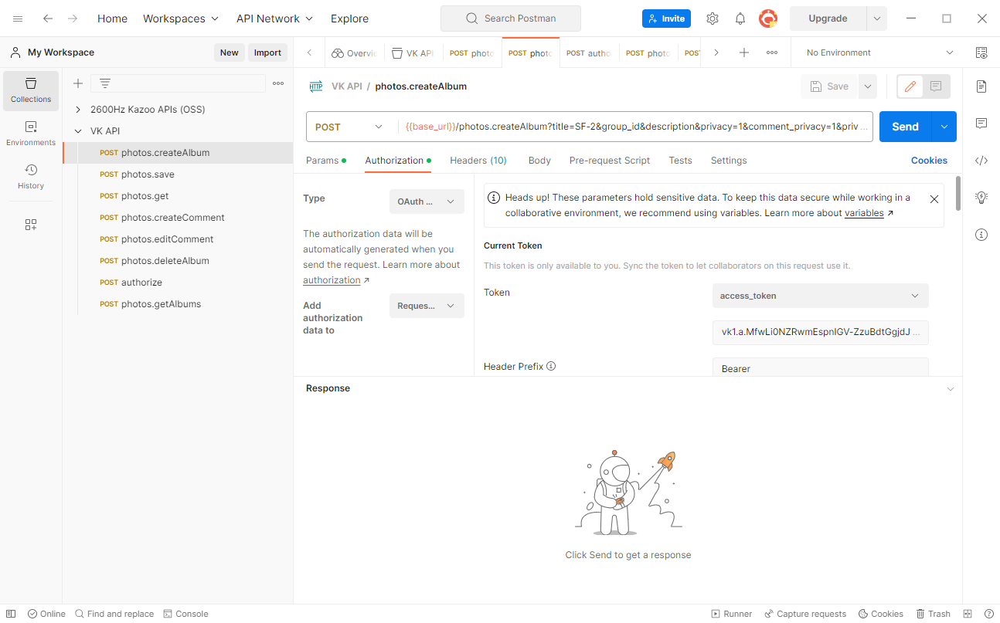 Home Workspaces API Network Explore Search Postman Invite Upgrade
My Workspace New Import Overvie VK API POST photo POST photo POST autho POST photo POST No Environment
Collections
Environments
History
2600Hz Kazoo APIs (OSS)
VK API
POST photos.createAlbum
POST photos.save
POST photos.get
POST photos.createComment
POST photos.editComment
POST photos.deleteAlbum
POST authorize
POST photos.getAlbums
HTTP VK API / photos.createAlbum Save
POST {{base_url}}/photos.createAlbum?title=SF-2&group_id&description&privacy=1&comment_privacy=1&priv ... Send
Params Authorization Headers (10) Body Pre-request Script Tests Settings Cookies
Type OAuth ...
The authorization data will be
automatically generated when you
send the request. Learn more about
authorization ↗
Add
authorization
data to
Reques...
Heads up! These parameters hold sensitive data. To keep this data secure while working in a
collaborative environment, we recommend using variables. Learn more about variables ↗
Current Token
This token is only available to you. Sync the token to let collaborators on this request use it.
Token access_token
vk1.a.MfwLi0NZRwmEspnIGV-ZzuBdtGgjdJ ...
Header Prefix Bearer
Response
Click Send to get a response
Online Find and replace Console Runner Capture requests Cookies Trash